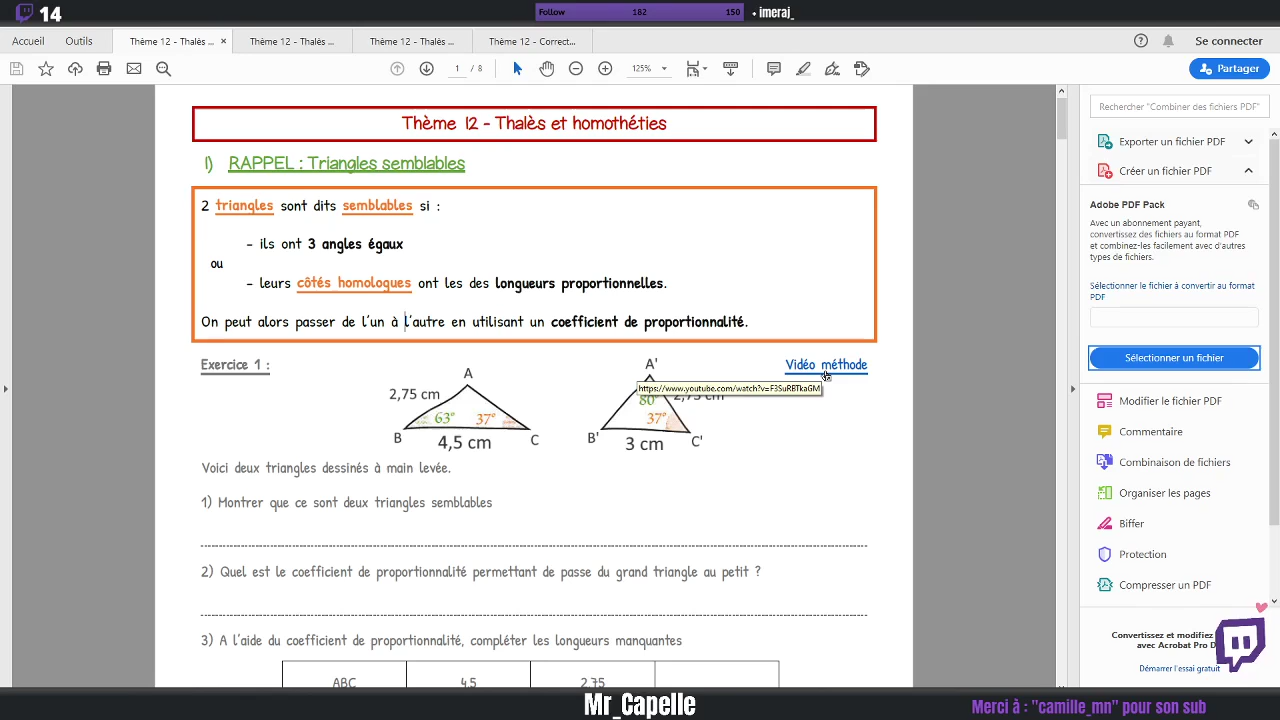 14
Follow 182 150
+ imeraj_
Accueil Outils Thème 12 - Thalès ... × Thème 12 - Thalès ... Thème 12 - Thalès ... Thème 12 - Correct... Se connecter
1 / 8 125% Partager
Thème 12 - Thalès et homothéties
I) RAPPEL : Triangles semblables
2 triangles sont dits semblables si :
- ils ont 3 angles égaux
ou
- leurs côtés homologues ont les des longueurs proportionnelles.
On peut alors passer de l'un à l'autre en utilisant un coefficient de proportionnalité.
Exercice 1 :
Vidéo méthode
https://www.youtube.com/watch?v=F3SuRBTkaGM
A
2,75 cm
63° 37°
B C
4,5 cm
A'
80° 2,75 cm
37°
B' C'
3 cm
Voici deux triangles dessinés à main levée.
1) Montrer que ce sont deux triangles semblables
2) Quel est le coefficient de proportionnalité permettant de passe du grand triangle au petit ?
3) A l'aide du coefficient de proportionnalité, compléter les longueurs manquantes
ABC 4,5 2,75
Rechercher "Combiner des fichiers PDF"
Exporter un fichier PDF
Créer un fichier PDF
Adobe PDF Pack
Avec un abonnement payant,
convertissez des fichiers au format PDF
et combinez-les facilement avec d'autres
types de fichiers.
Sélectionner le fichier à convertir au format
PDF
Sélectionner un fichier
Modifier le fichier PDF
Commentaire
Combinaison de fichiers
Organiser les pages
Biffer
Protection
Compresser un PDF
Convertissez et modifiez
avec Acrobat Pro D
Démarrer l'essai gratuit
Mr_Capelle
Merci à : "camille_mn" pour son sub